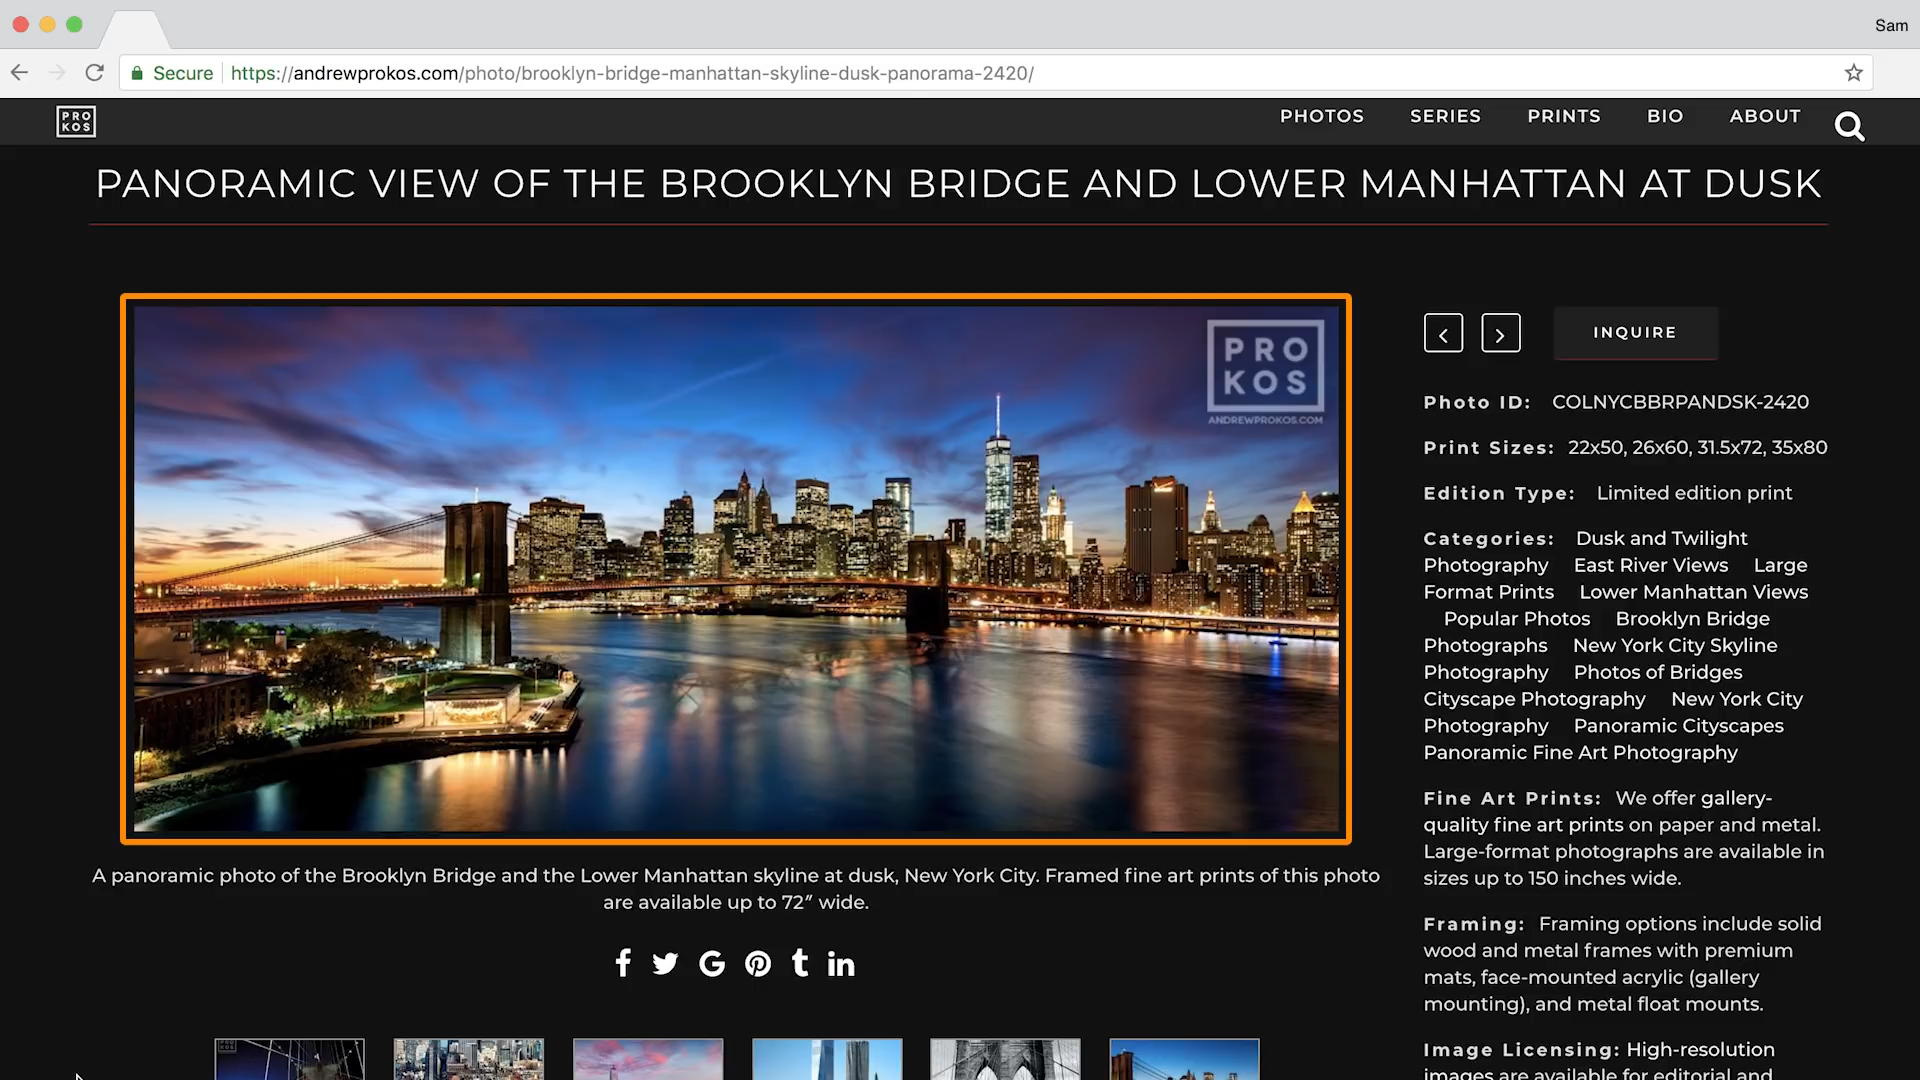 Sam
Secure
https://andrewprokos.com/photo/brooklyn-bridge-manhattan-skyline-dusk-panorama-2420/
PRO
KOS
PHOTOS
SERIES
PRINTS
BIO
ABOUT
PANORAMIC VIEW OF THE BROOKLYN BRIDGE AND LOWER MANHATTAN AT DUSK
PRO
KOS
ANDREWPROKOS.COM
A panoramic photo of the Brooklyn Bridge and the Lower Manhattan skyline at dusk, New York City. Framed fine art prints of this photo
are available up to 72″ wide.
INQUIRE
Photo ID: COLNYCBBRPANDSK-2420
Print Sizes: 22x50, 26x60, 31.5x72, 35x80
Edition Type: Limited edition print
Categories: Dusk and Twilight
Photography East River Views Large
Format Prints Lower Manhattan Views
Popular Photos Brooklyn Bridge
Photographs New York City Skyline
Photography Photos of Bridges
Cityscape Photography New York City
Photography Panoramic Cityscapes
Panoramic Fine Art Photography
Fine Art Prints: We offer gallery-
quality fine art prints on paper and metal.
Large-format photographs are available in
sizes up to 150 inches wide.
Framing: Framing options include solid
wood and metal frames with premium
mats, face-mounted acrylic (gallery
mounting), and metal float mounts.
Image Licensing: High-resolution
images are available for editorial and
PRO
KOS